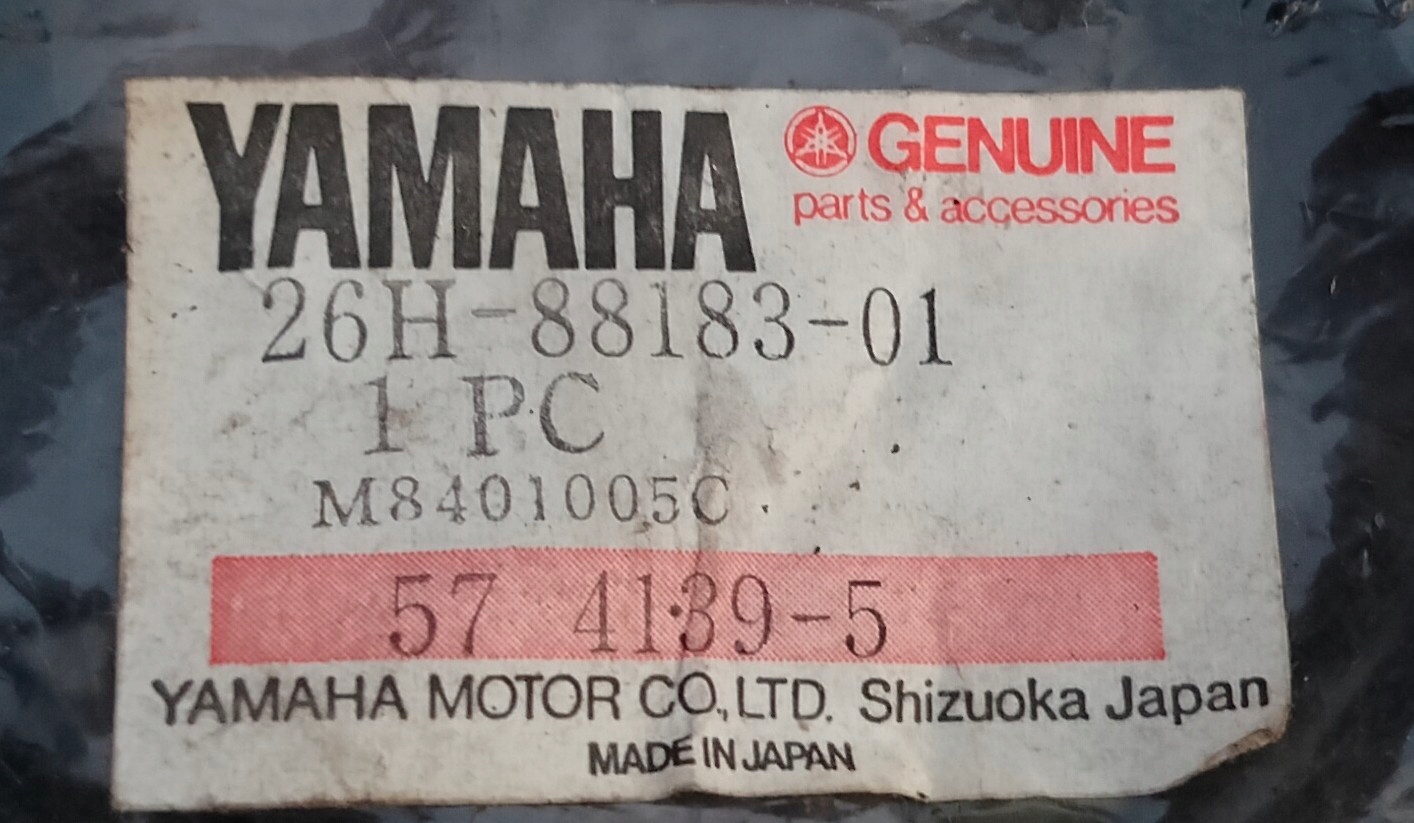 YAMAHA
GENUINE
parts & accessories
26H-88183-01
1 PC
M8401005C
57 4139-5
YAMAHA MOTOR CO., LTD. Shizuoka Japan
MADE IN JAPAN